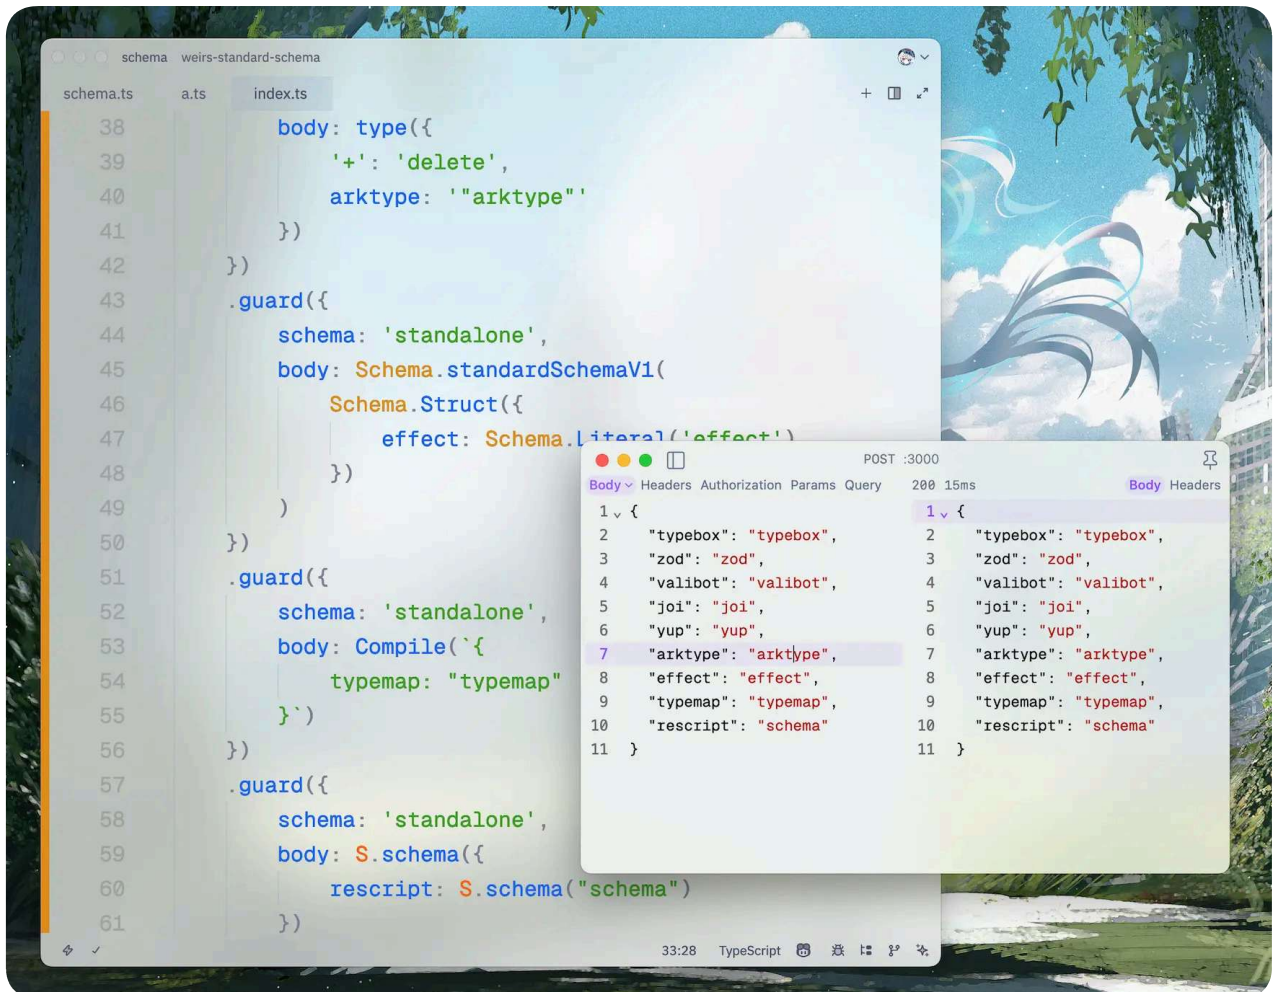 schema weirs-standard-schema
schema.ts a.ts index.ts
38 body: type({
39 '+': 'delete',
40 arktype: '"arktype"'
41 })
42 })
43 .guard({
44 schema: 'standalone',
45 body: Schema.standardSchemaV1(
46 Schema.Struct({
47 effect: Schema.Literal('effect')
48 })
49 )
50 })
51 .guard({
52 schema: 'standalone',
53 body: Compile(`{
54 typemap: "typemap"
55 }`)
56 })
57 .guard({
58 schema: 'standalone',
59 body: S.schema({
60 rescript: S.schema("schema")
61 })
33:28 TypeScript
POST :3000
Body Headers Authorization Params Query
1 {
2 "typebox": "typebox",
3 "zod": "zod",
4 "valibot": "valibot",
5 "joi": "joi",
6 "yup": "yup",
7 "arktype": "arktype",
8 "effect": "effect",
9 "typemap": "typemap",
10 "rescript": "schema"
11 }
200 15ms Body Headers
1 {
2 "typebox": "typebox",
3 "zod": "zod",
4 "valibot": "valibot",
5 "joi": "joi",
6 "yup": "yup",
7 "arktype": "arktype",
8 "effect": "effect",
9 "typemap": "typemap",
10 "rescript": "schema"
11 }